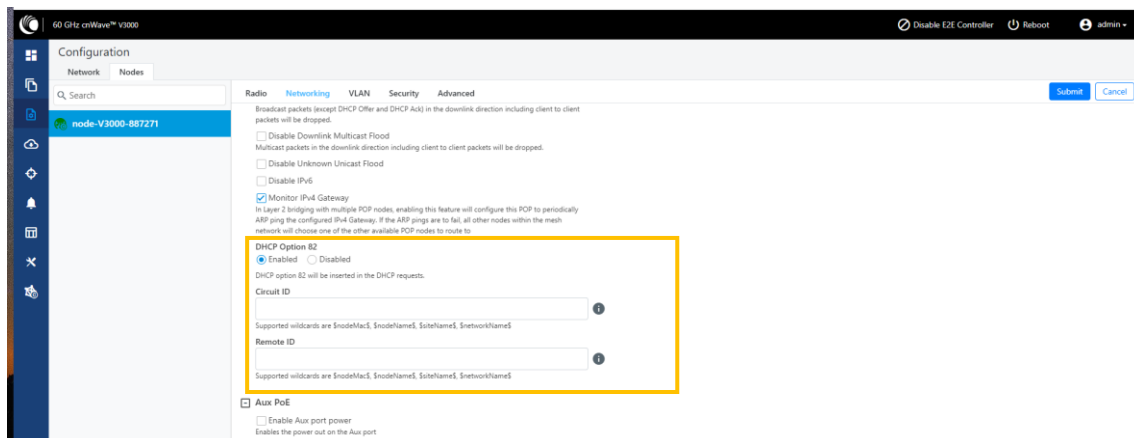 60 GHz cnWave™ V3000
Disable E2E Controller
Reboot
admin
Configuration
Network Nodes
Search
node-V3000-887271
Radio Networking VLAN Security Advanced
Submit Cancel
Broadcast packets (except DHCP Offer and DHCP Ack) in the downlink direction including client to client
packets will be dropped.
Disable Downlink Multicast Flood
Multicast packets in the downlink direction including client to client packets will be dropped.
Disable Unknown Unicast Flood
Disable IPv6
Monitor IPv4 Gateway
In Layer 2 bridging with multiple POP nodes, enabling this feature will configure this POP to periodically
ARP ping the configured IPv4 Gateway. If the ARP pings are to fail, all other nodes within the mesh
network will choose one of the other available POP nodes to route to
DHCP Option 82
Enabled Disabled
DHCP option 82 will be inserted in the DHCP requests.
Circuit ID
Supported wildcards are $nodeMac$, $nodeName$, $siteName$, $networkName$
Remote ID
Supported wildcards are $nodeMac$, $nodeName$, $siteName$, $networkName$
Aux PoE
Enable Aux port power
Enables the power out on the Aux port